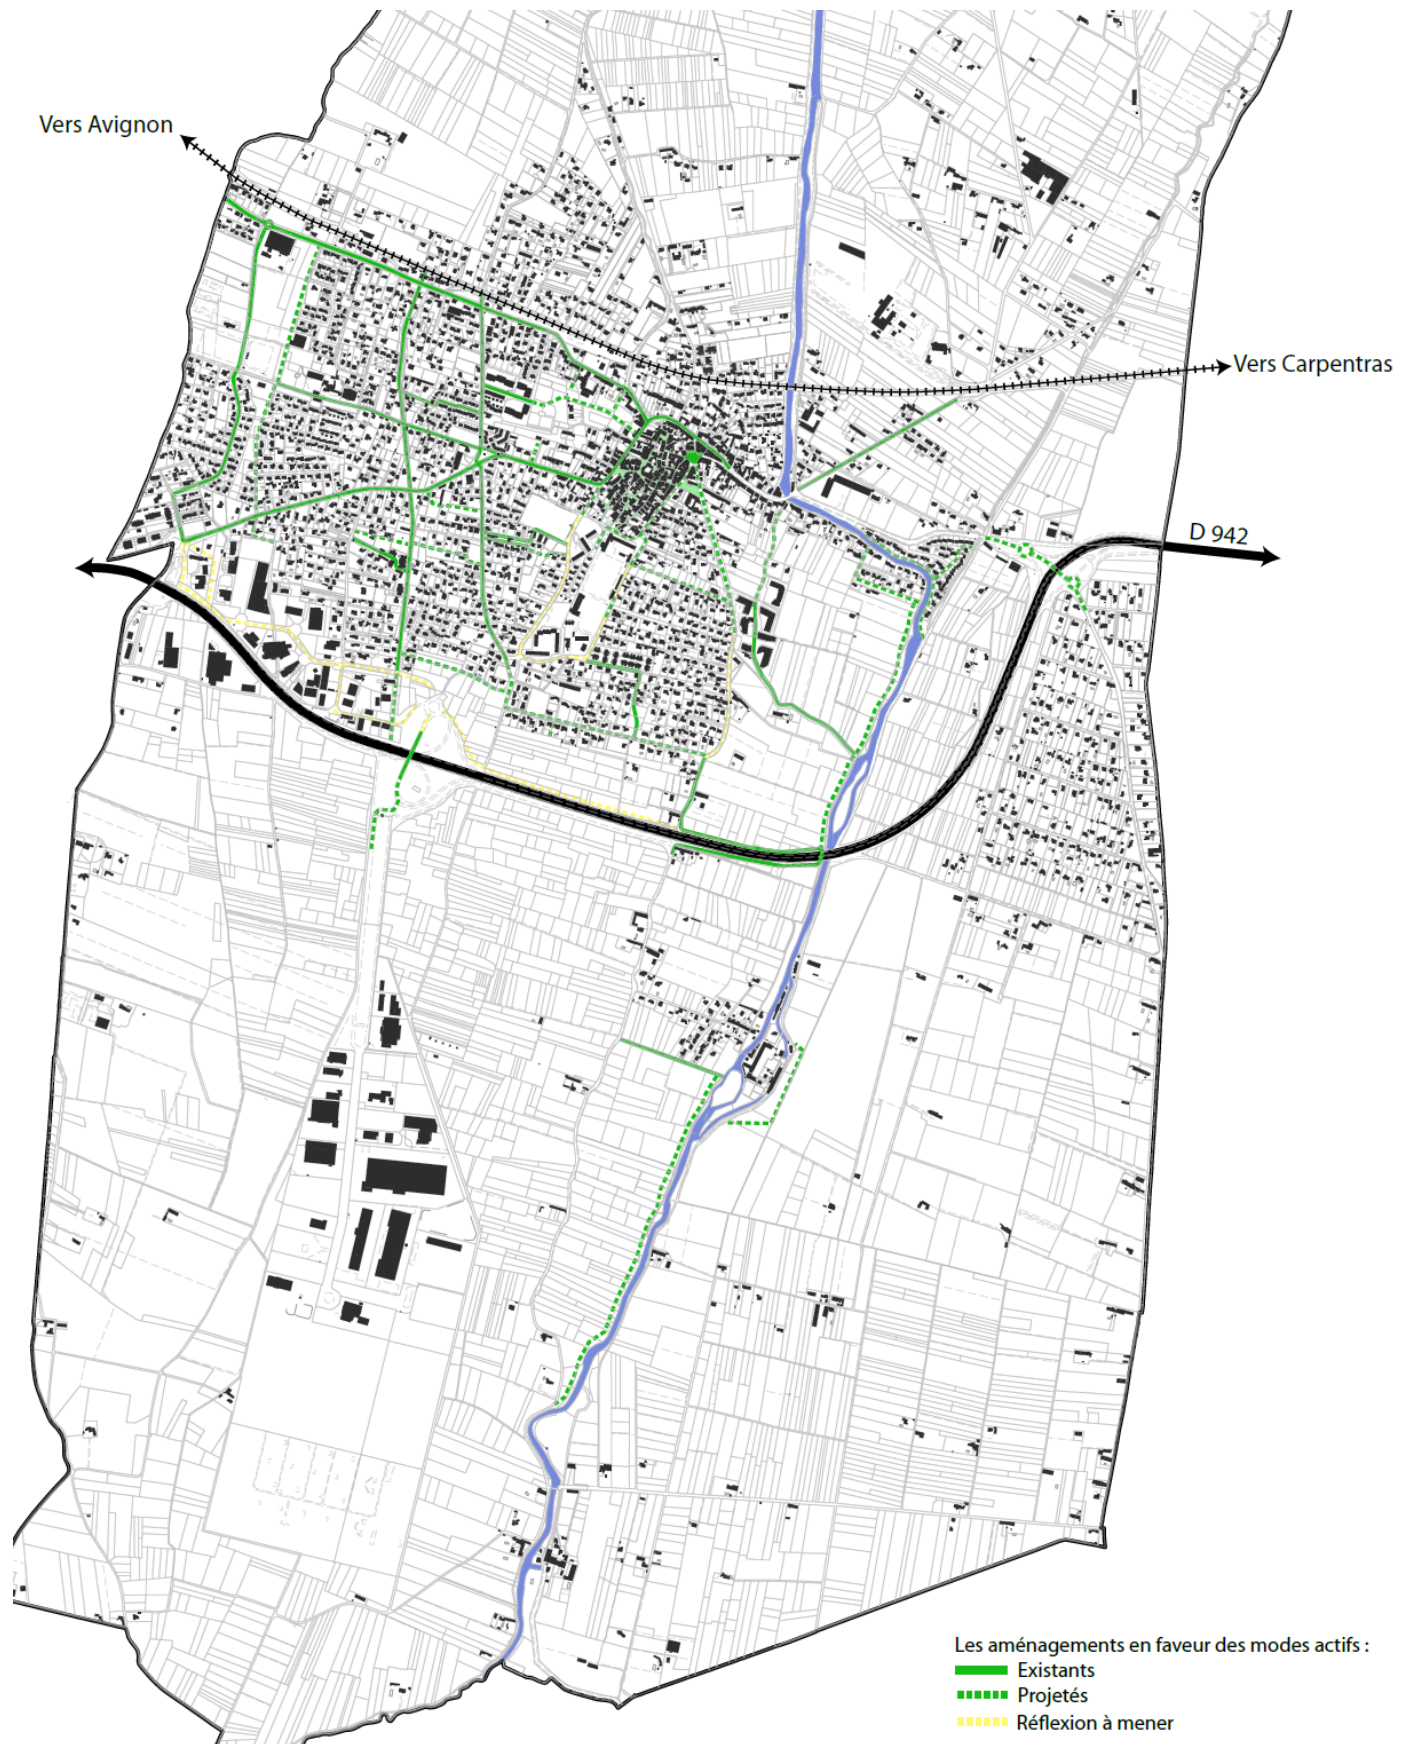 Vers Avignon
Vers Carpentras
D 942
Les aménagements en faveur des modes actifs :
Existants
Projetés
Réflexion à mener